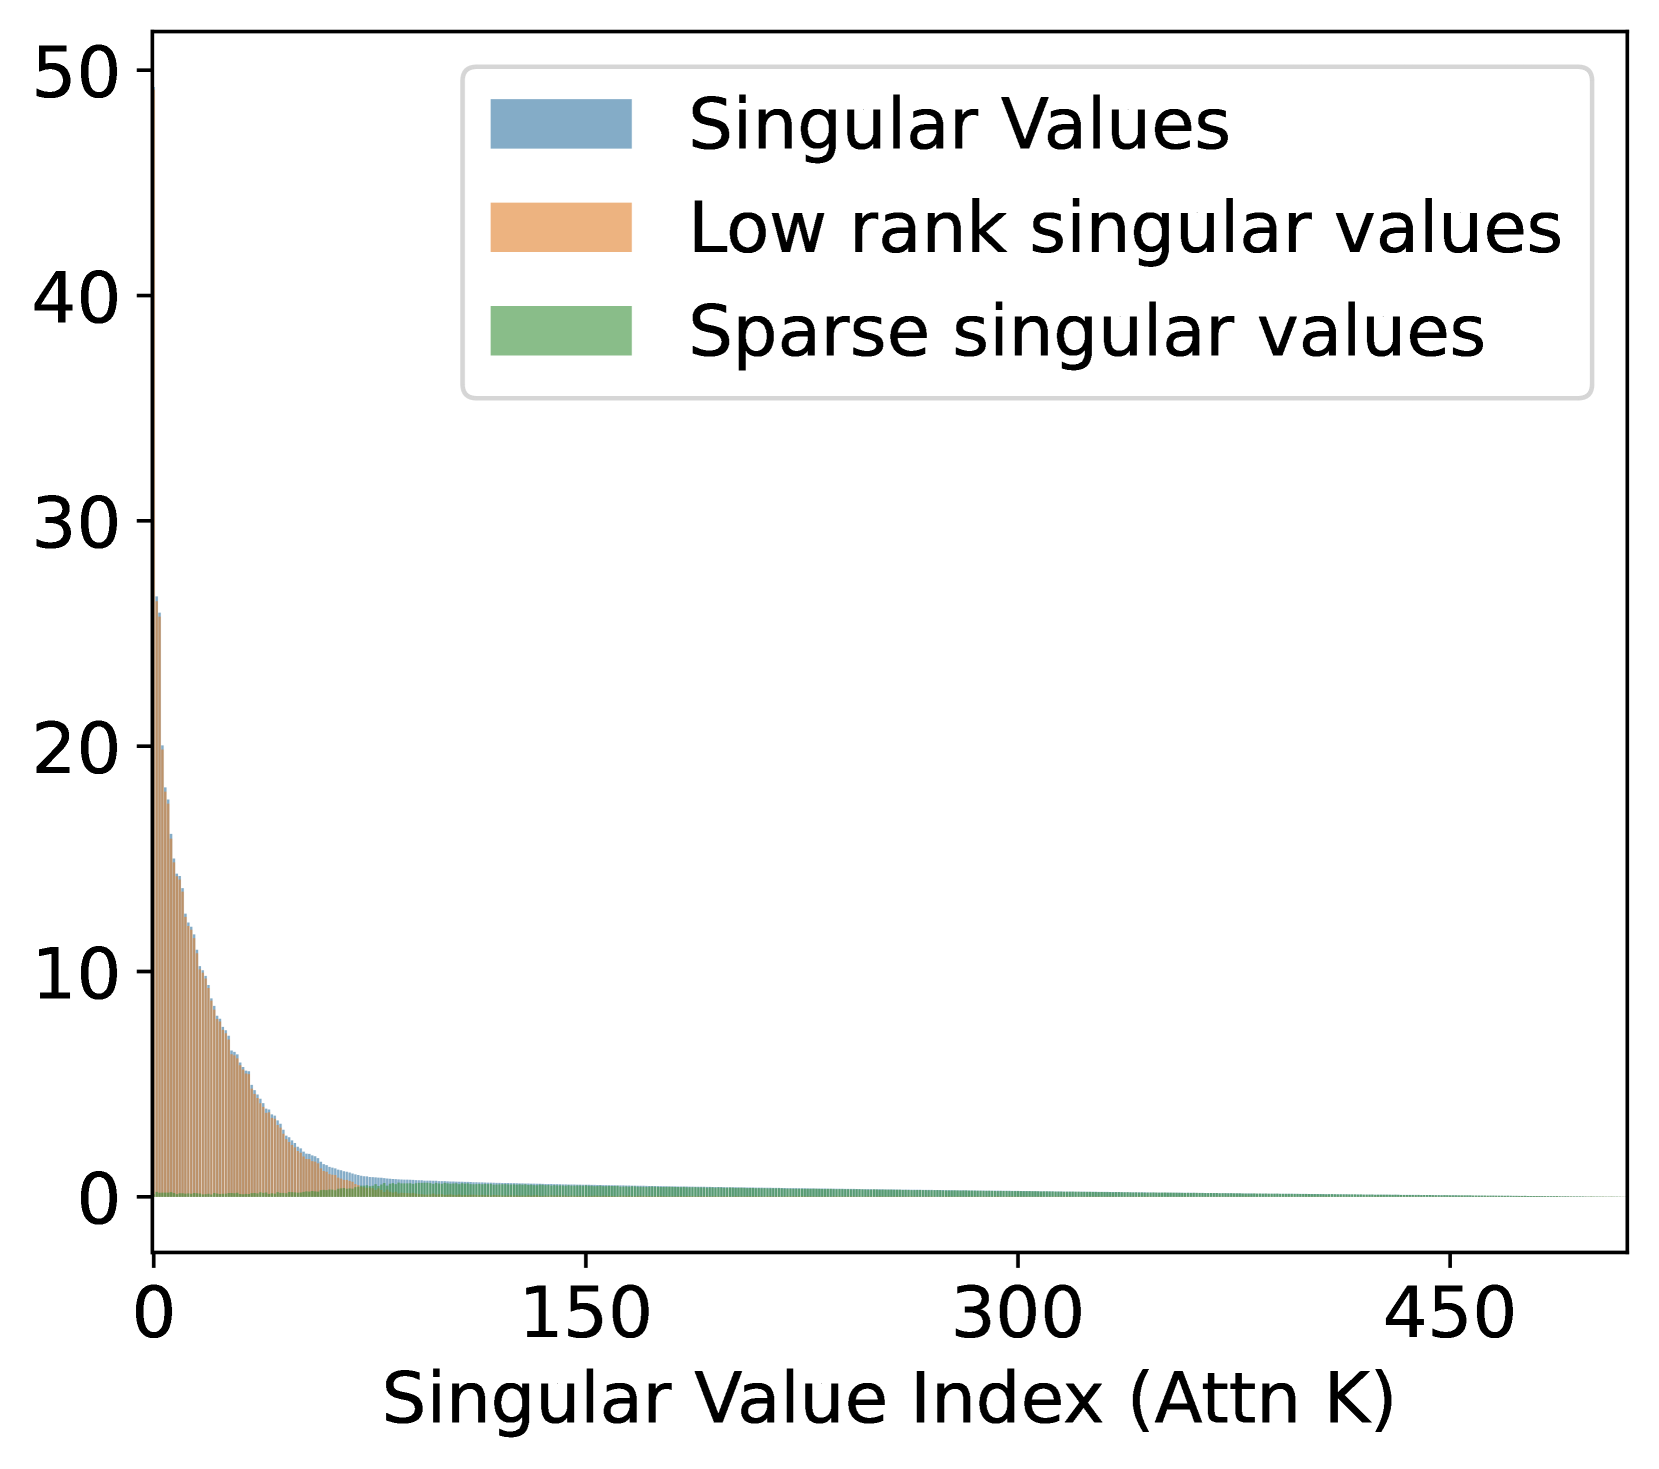 50
40
30
20
10
0
Singular Values
Low rank singular values
Sparse singular values
0 150 300 450
Singular Value Index (Attn K)